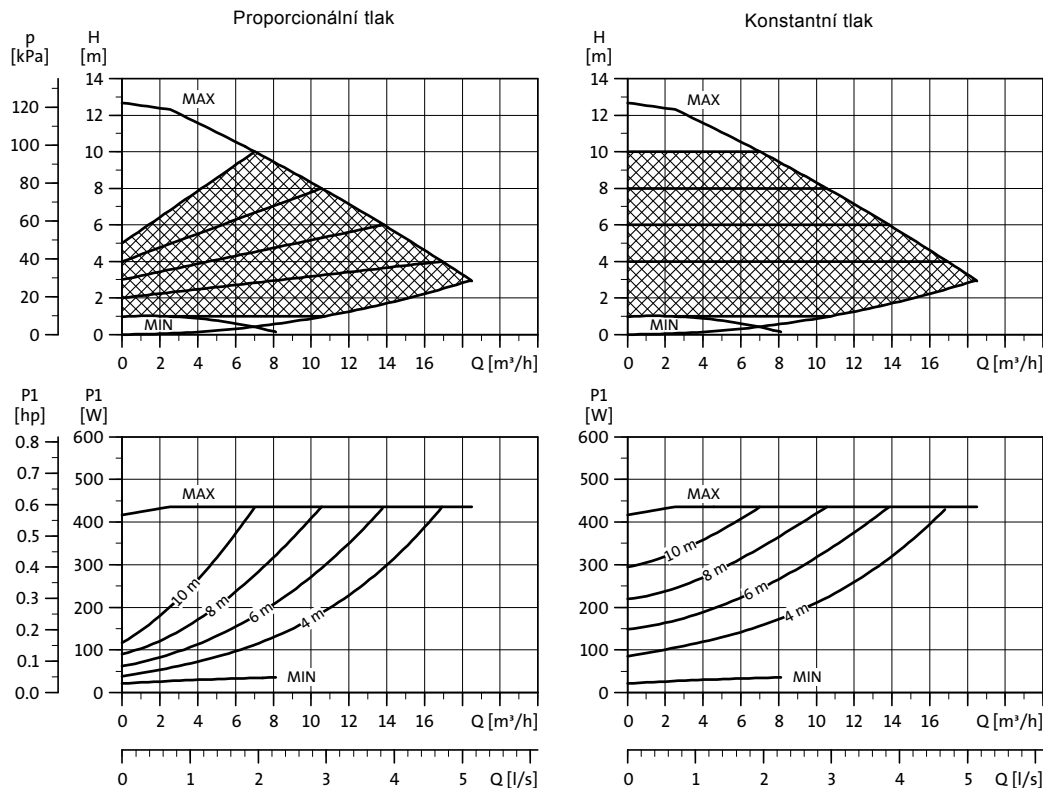 Proporcionální tlak
Konstantní tlak
p
[kPa]
H
[m]
120
100
80
60
40
20
0
14
12
10
8
6
4
2
0
MAX
MIN
0 2 4 6 8 10 12 14 16 Q [m³/h]
H
[m]
14
12
10
8
6
4
2
0
MAX
MIN
0 2 4 6 8 10 12 14 16 Q [m³/h]
P1
[hp]
P1
[W]
0.8
0.7
0.6
0.5
0.4
0.3
0.2
0.1
0.0
600
500
400
300
200
100
0
MAX
10 m
8 m
6 m
4 m
MIN
0 2 4 6 8 10 12 14 16 Q [m³/h]
0 1 2 3 4 5 Q [l/s]
P1
[W]
600
500
400
300
200
100
0
MAX
10 m
8 m
6 m
4 m
MIN
0 2 4 6 8 10 12 14 16 Q [m³/h]
0 1 2 3 4 5 Q [l/s]